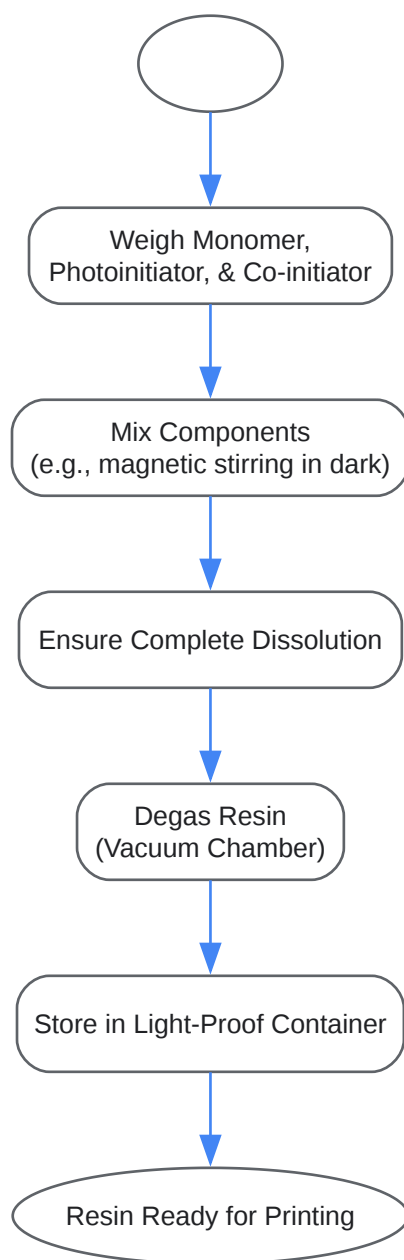 Weigh Monomer,
Photoinitiator, & Co-initiator
Mix Components
(e.g., magnetic stirring in dark)
Ensure Complete Dissolution
Degas Resin
(Vacuum Chamber)
Store in Light-Proof Container
Resin Ready for Printing